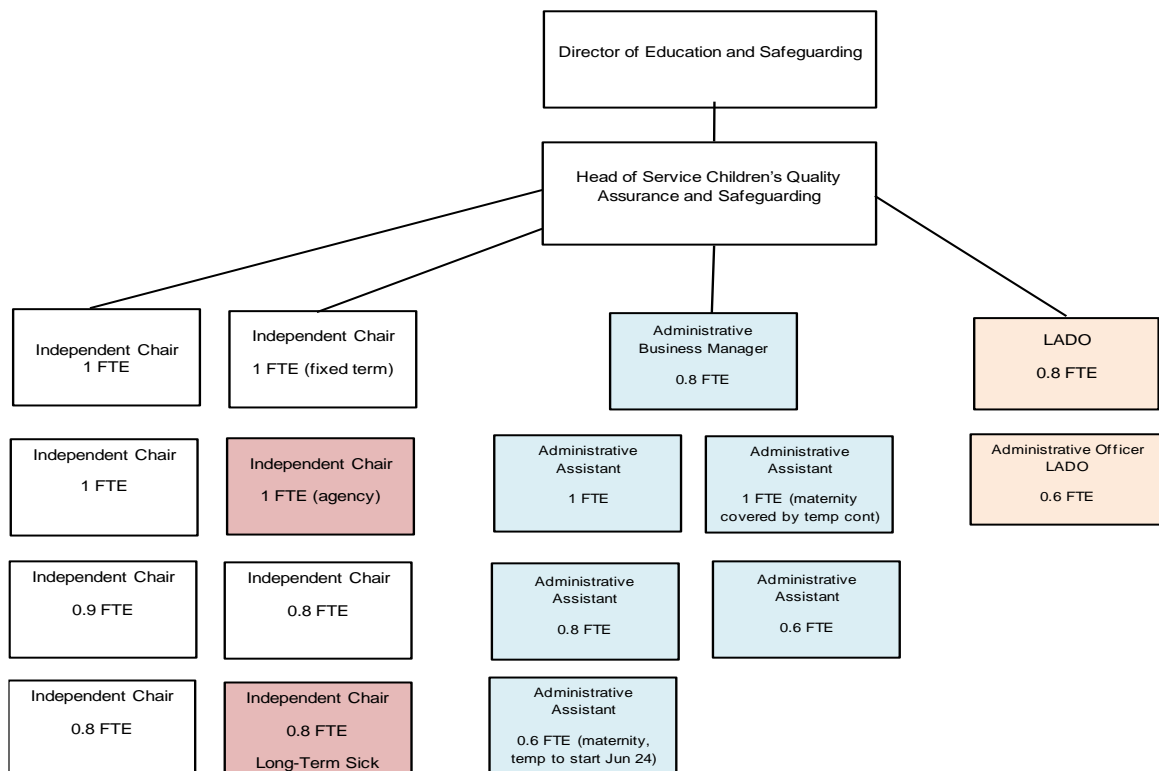 Director of Education and Safeguarding
Head of Service Children’s Quality
Assurance and Safeguarding
Independent Chair
1 FTE
Independent Chair
1 FTE (fixed term)
Administrative
Business Manager
0.8 FTE
LADO
0.8 FTE
Independent Chair
1 FTE
Independent Chair
1 FTE (agency)
Administrative
Assistant
1 FTE
Administrative
Assistant
1 FTE (maternity
covered by temp cont)
Administrative Officer
LADO
0.6 FTE
Independent Chair
0.9 FTE
Independent Chair
0.8 FTE
Administrative
Assistant
0.8 FTE
Administrative
Assistant
0.6 FTE
Independent Chair
0.8 FTE
Independent Chair
0.8 FTE
Long-Term Sick
Administrative
Assistant
0.6 FTE (maternity,
temp to start Jun 24)